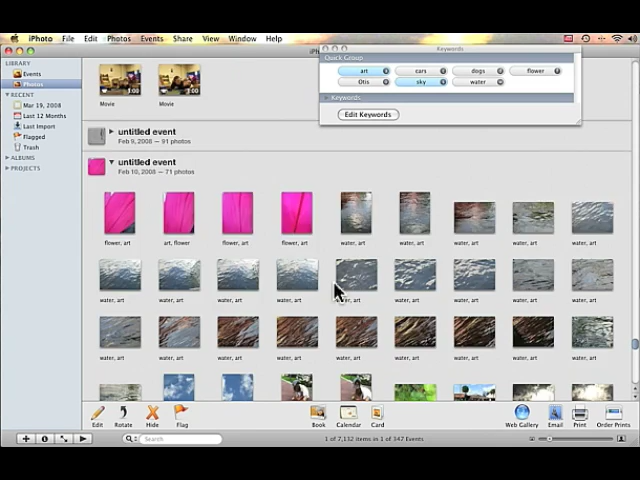 iPhoto File Edit Photos Events Share View Window Help
Keywords
Quick Group
art cars dogs flower
Otis sky water
Keywords
Edit Keywords
LIBRARY
Events
Photos
RECENT
Mar 19, 2008
Last 12 Months
Last Import
Flagged
Trash
ALBUMS
PROJECTS
Movie Movie
untitled event
Feb 9, 2008 — 91 photos
untitled event
Feb 10, 2008 — 71 photos
flower, art art, flower flower, art flower, art water, art water, art water, art water, art water, art
water, art water, art water, art water, art water, art water, art water, art water, art water, art
water, art water, art water, art water, art water, art water, art water, art water, art water, art
Edit Rotate Hide Flag Book Calendar Card Web Gallery Email Print Order Prints
Search 1 of 7,132 items in 1 of 347 Events